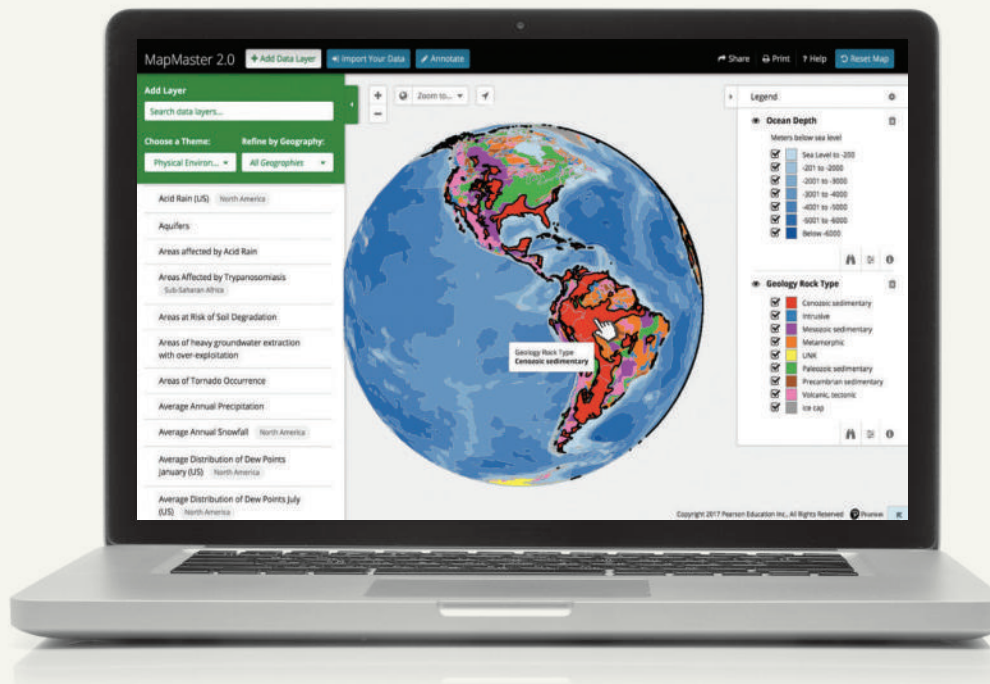 MapMaster 2.0
+ Add Data Layer
Import Your Data
Annotate
Share
Print
? Help
Reset Map
Add Layer
Search data layers...
Choose a Theme:
Refine by Geography:
Physical Environ...
All Geographies
Acid Rain (US) North America
Aquifers
Areas affected by Acid Rain
Areas Affected by Trypanosomiasis
Sub-Saharan Africa
Areas at Risk of Soil Degradation
Areas of heavy groundwater extraction
with over-exploitation
Areas of Tornado Occurrence
Average Annual Precipitation
Average Annual Snowfall North America
Average Distribution of Dew Points
January (US) North America
Average Distribution of Dew Points July
(US) North America
+
Zoom to...
−
Geology Rock Type
Cenozoic sedimentary
Legend
Ocean Depth
Meters below sea level
Sea Level to -200
-201 to -2000
-2001 to -3000
-3001 to -4000
-4001 to -5000
-5001 to -6000
Below -6000
Geology Rock Type
Cenozoic sedimentary
Intrusive
Mesozoic sedimentary
Metamorphic
UNK
Paleozoic sedimentary
Precambrian sedimentary
Volcanic, tectonic
Ice cap
Copyright 2017 Pearson Education Inc., All Rights Reserved
Pearson